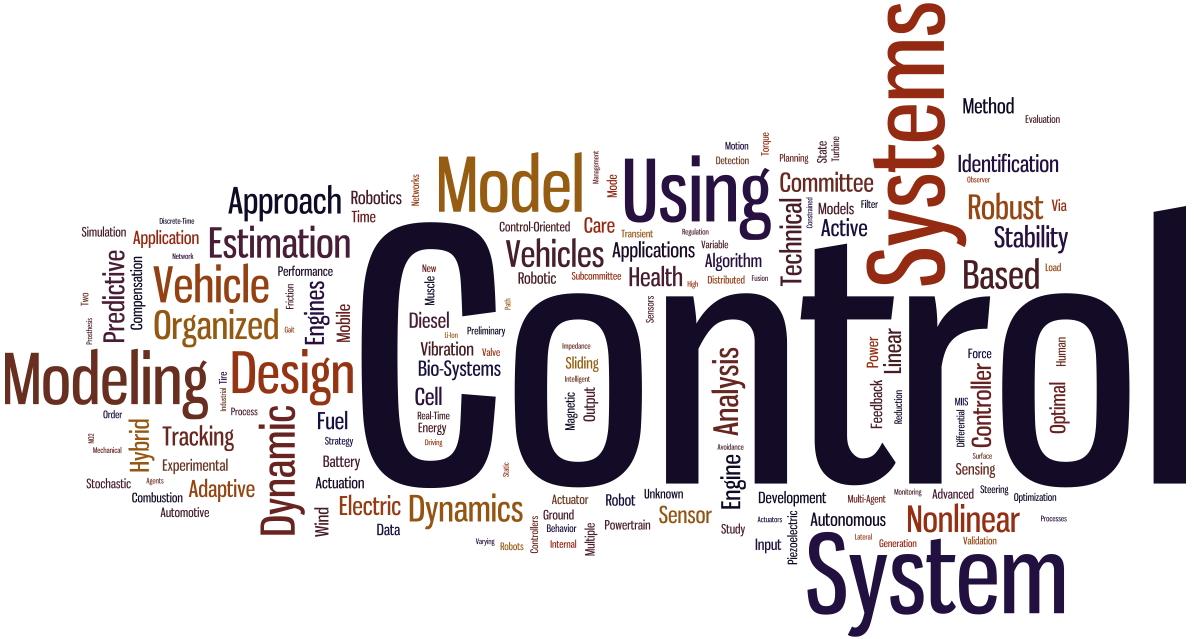 Control
Systems
System
Using
Model
Modeling
Design
Dynamic
Vehicle
Organized
Estimation
Approach
Robotics
Time
Networks
Discrete-Time
Simulation
Application
Network
Predictive
Compensation
Two
Prosthesis
Performance
Friction
Engines
Mobile
Gait
Industrial
Tire
Process
Order
NO2
Mechanical
Hybrid
Tracking
Experimental
Stochastic
Agents
Combustion
Adaptive
Automotive
Fuel
Strategy
Battery
Actuation
Wind
Electric
Data
Dynamics
Varying
Robots
Controllers
Static
Actuator
Ground
Behavior
Internal
Multiple
Robot
Unknown
Powertrain
Sensor
Study
Engine
Avoidance
Analysis
Development
Actuators
Input
Piezoelectric
Multi-Agent
Monitoring
Advanced
Steering
Optimization
Autonomous
Lateral
Generation
Nonlinear
Validation
Processes
Sensing
Surface
Controller
Differential
MIIS
Force
Optimal
Human
Power
Linear
Feedback
Reduction
New
Muscle
Path
Diesel
Li-Ion
Preliminary
Vibration
Valve
Bio-Systems
Cell
Real-Time
Energy
Driving
Impedance
Sliding
Intelligent
Magnetic
Output
Control-Oriented
Care
Transient
Vehicles
Applications
Regulation
Variable
Algorithm
Robotic
Subcommittee
Health
High
Distributed
Fusion
Sensors
Management
Mode
Motion
Detection
Torque
Planning
State
Turbine
Committee
Technical
Constrained
Models
Filter
Active
Method
Evaluation
Identification
Observer
Robust
Via
Stability
Based
Load